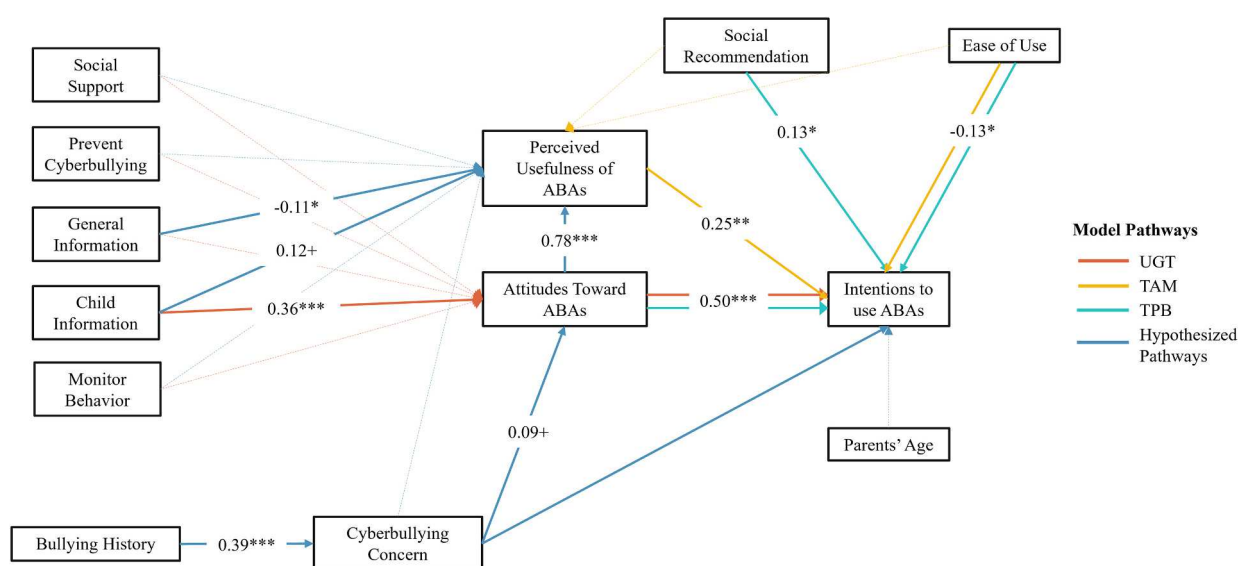 Social
Support
Prevent
Cyberbullying
General
Information
Child
Information
Monitor
Behavior
Bullying History
0.39***
Cyberbullying
Concern
-0.11*
0.12+
0.36***
Perceived
Usefulness of
ABAs
0.78***
Attitudes Toward
ABAs
0.09+
Social
Recommendation
Ease of Use
0.13*
-0.13*
0.25**
0.50***
Intentions to
use ABAs
Parents’ Age
Model Pathways
UGT
TAM
TPB
Hypothesized
Pathways